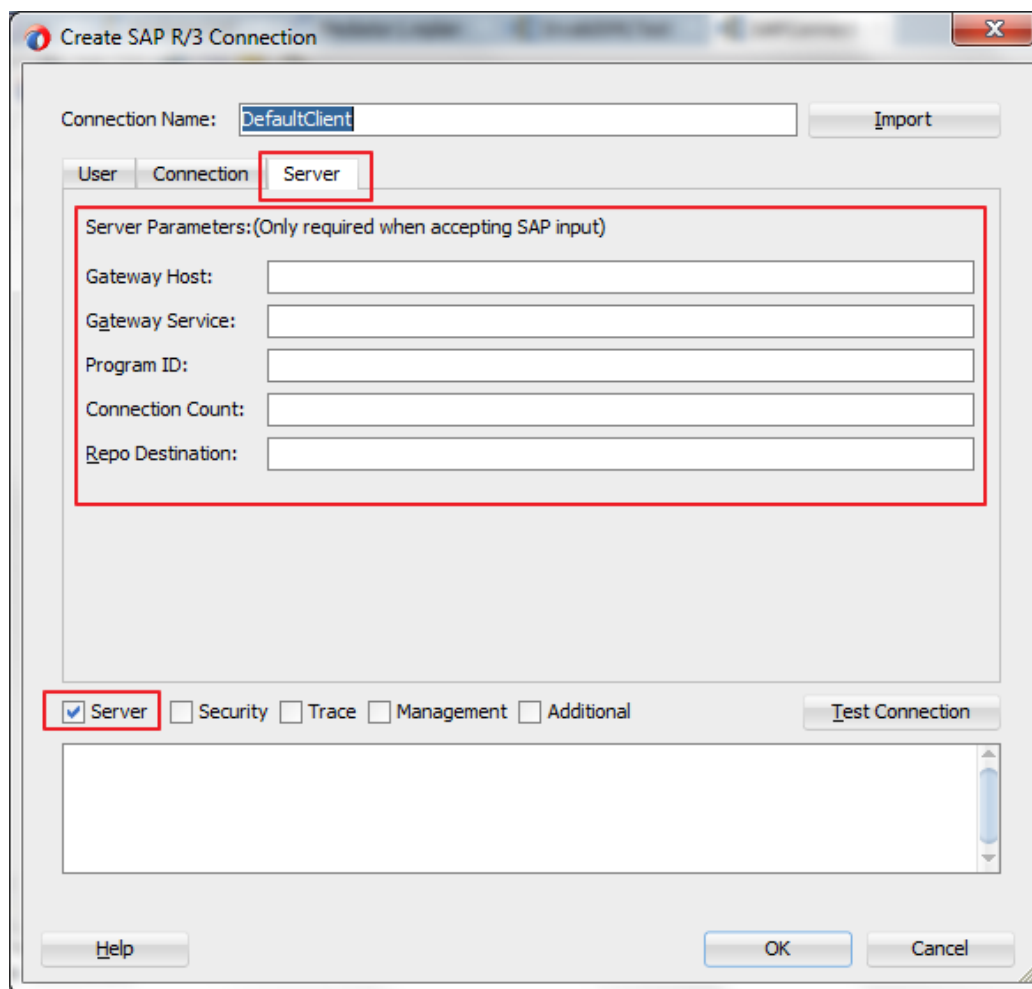 Create SAP R/3 Connection
Connection Name: DefaultClient Import
User Connection Server
Server Parameters:(Only required when accepting SAP input)
Gateway Host:
Gateway Service:
Program ID:
Connection Count:
Repo Destination:
Server Security Trace Management Additional Test Connection
Help OK Cancel